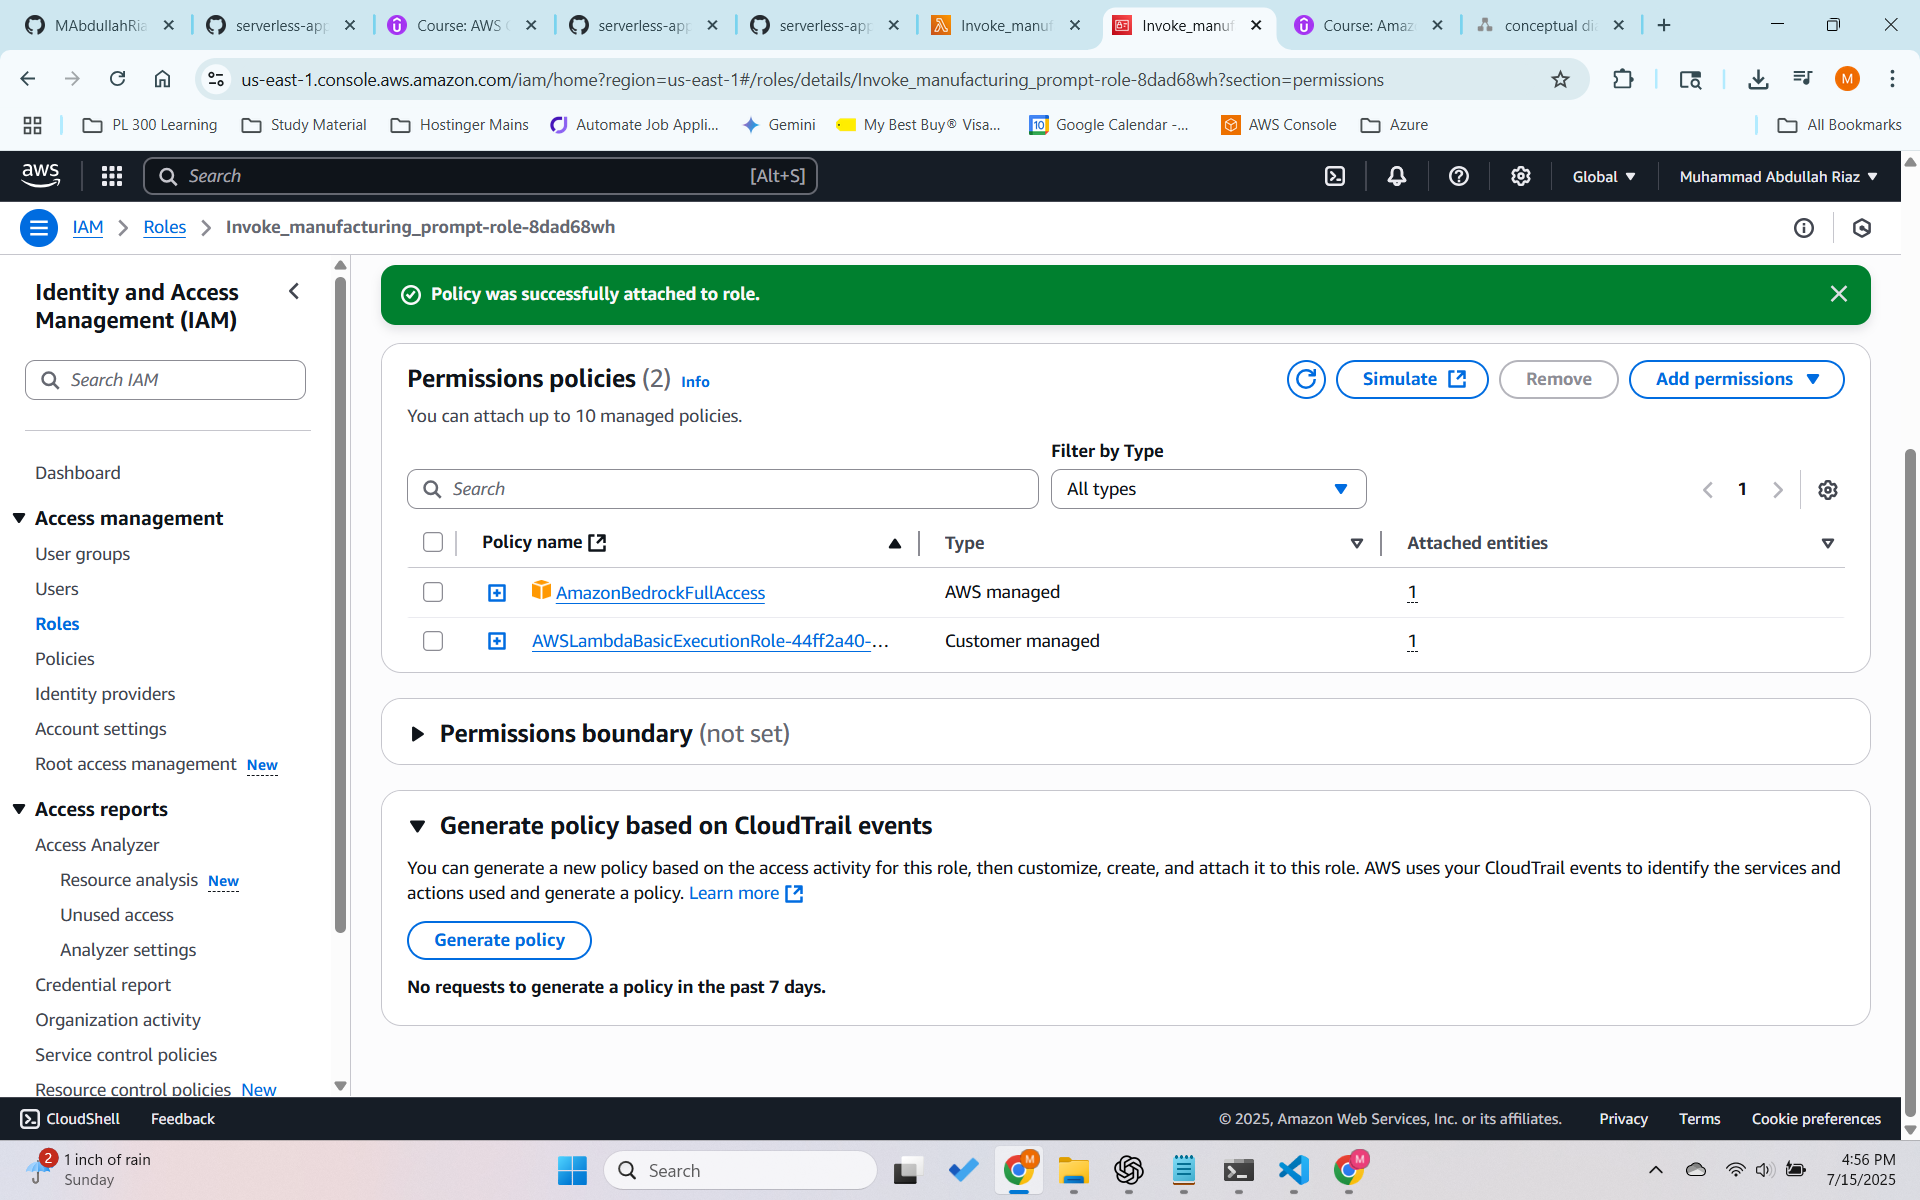 MAbdullahRia
serverless-app
Course: AWS C
serverless-app
serverless-app
Invoke_manuf
Invoke_manuf
Course: Amaz
conceptual dia
us-east-1.console.aws.amazon.com/iam/home?region=us-east-1#/roles/details/Invoke_manufacturing_prompt-role-8dad68wh?section=permissions
M
PL 300 Learning
Study Material
Hostinger Mains
Automate Job Appli...
Gemini
My Best Buy® Visa...
10
Google Calendar -...
AWS Console
Azure
All Bookmarks
aws
Search
[Alt+S]
Global
Muhammad Abdullah Riaz
IAM
Roles
Invoke_manufacturing_prompt-role-8dad68wh
Identity and Access
Management (IAM)
Search IAM
Dashboard
Access management
User groups
Users
Roles
Policies
Identity providers
Account settings
Root access management New
Access reports
Access Analyzer
Resource analysis New
Unused access
Analyzer settings
Credential report
Organization activity
Service control policies
Resource control policies New
Policy was successfully attached to role.
Permissions policies (2) Info
You can attach up to 10 managed policies.
Simulate
Remove
Add permissions
Filter by Type
Search
All types
1
Policy name
Type
Attached entities
AmazonBedrockFullAccess
AWS managed
1
AWSLambdaBasicExecutionRole-44ff2a40-...
Customer managed
1
Permissions boundary (not set)
Generate policy based on CloudTrail events
You can generate a new policy based on the access activity for this role, then customize, create, and attach it to this role. AWS uses your CloudTrail events to identify the services and
actions used and generate a policy. Learn more
Generate policy
No requests to generate a policy in the past 7 days.
CloudShell
Feedback
© 2025, Amazon Web Services, Inc. or its affiliates.
Privacy
Terms
Cookie preferences
2
1 inch of rain
Sunday
Search
M
M
4:56 PM
7/15/2025